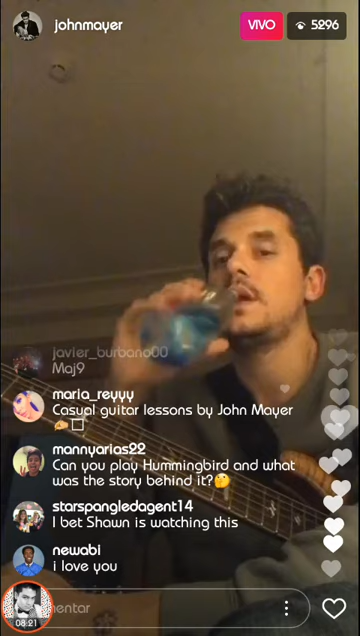 johnmayer
VIVO
5296
javier_burbano00
Maj9
maria_reyyy
Casual guitar lessons by John Mayer
mannyarias22
Can you play Hummingbird and what
was the story behind it?🤔
starspangledagent14
I bet Shawn is watching this
newabi
i love you
entar
08:21